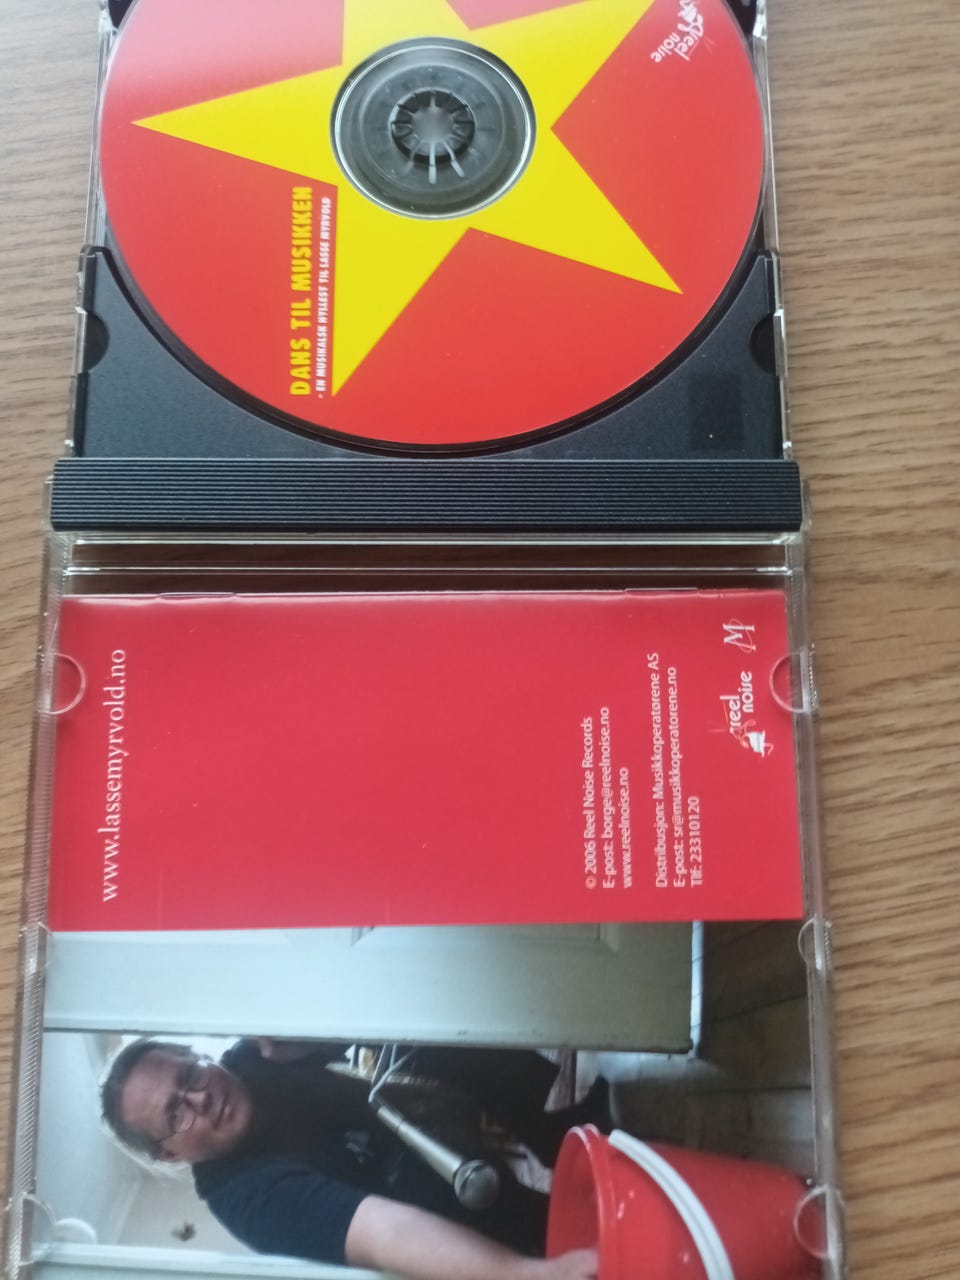 reel
noise
DANS TIL MUSIKKEN
- EN MUSIKALSK HYLLEST TIL LASSE MYRVOLD
www.lassemyrvold.no
© 2006 Reel Noise Records
E-post: borge@reelnoise.no
www.reelnoise.no
Distribusjon: Musikkoperatørene AS
E-post: sr@musikkoperatorene.no
Tlf: 23310120
reel
noise
M